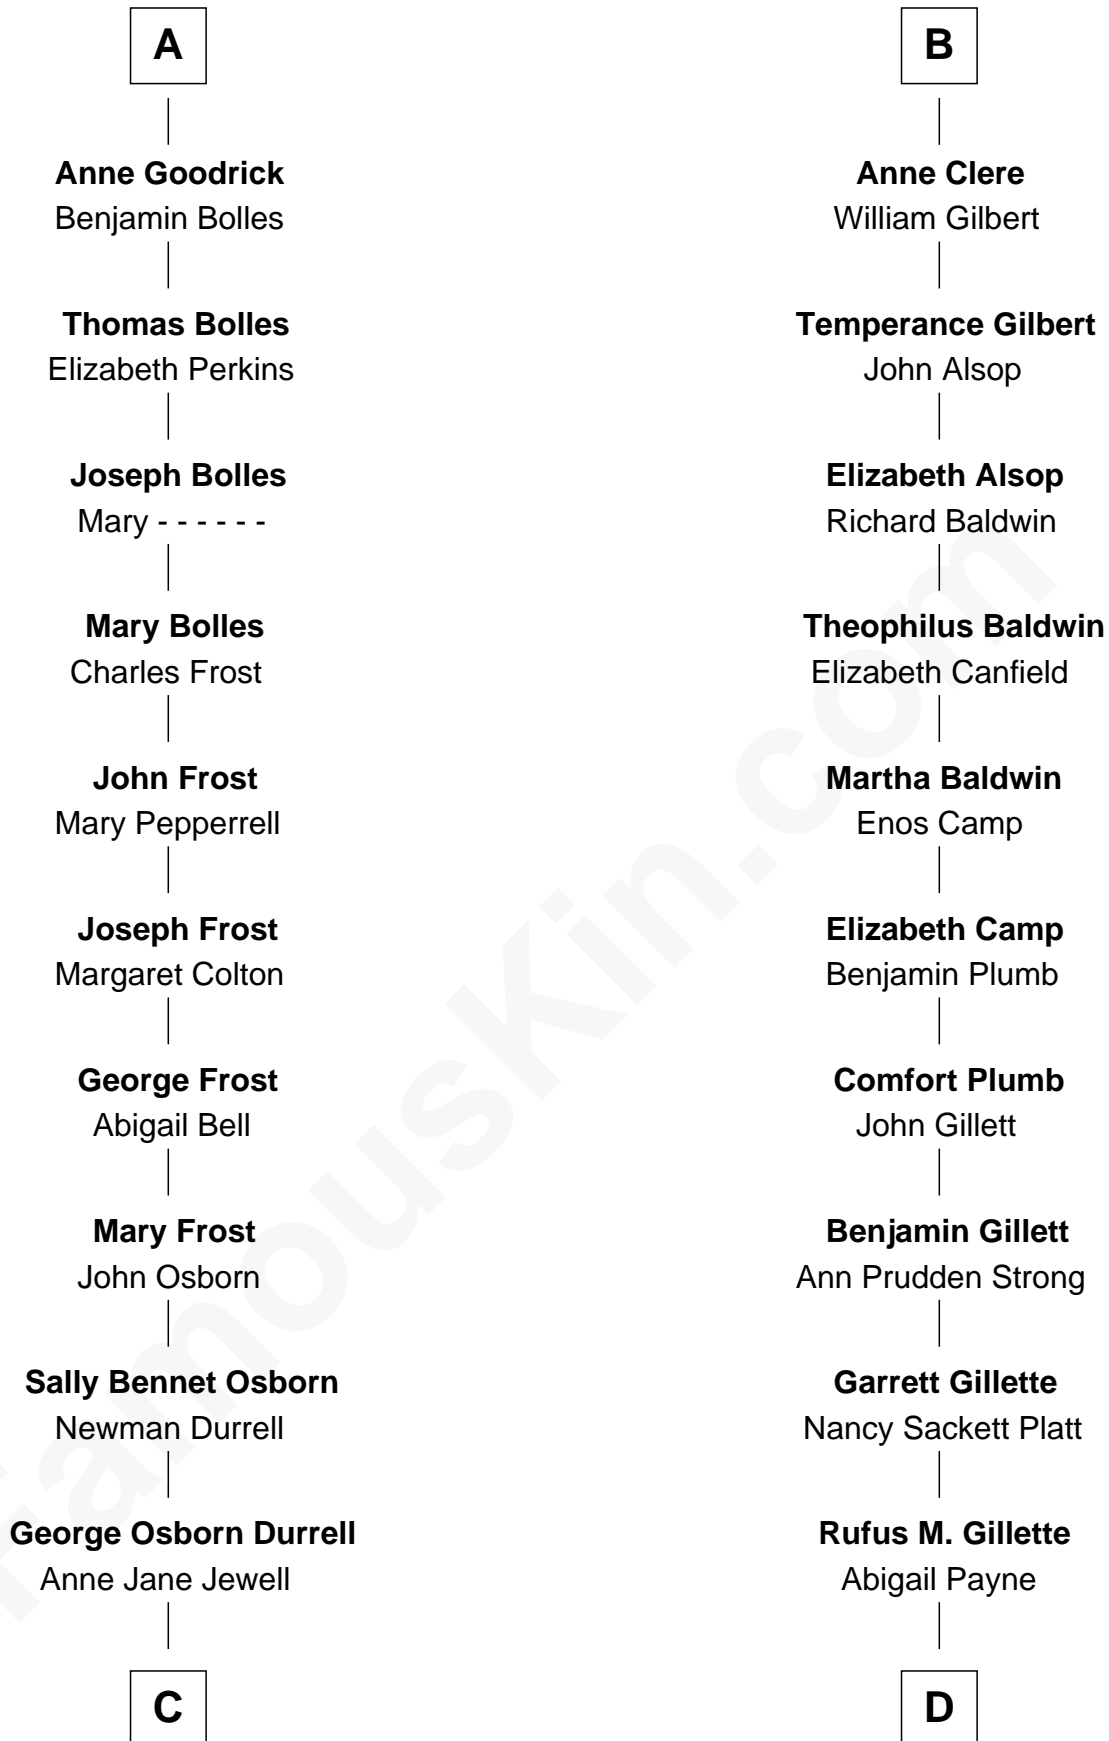 A
Anne Goodrick
Benjamin Bolles
Thomas Bolles
Elizabeth Perkins
Joseph Bolles
Mary - - - - - -
Mary Bolles
Charles Frost
John Frost
Mary Pepperrell
Joseph Frost
Margaret Colton
George Frost
Abigail Bell
Mary Frost
John Osborn
Sally Bennet Osborn
Newman Durrell
George Osborn Durrell
Anne Jane Jewell
C
B
Anne Clere
William Gilbert
Temperance Gilbert
John Alsop
Elizabeth Alsop
Richard Baldwin
Theophilus Baldwin
Elizabeth Canfield
Martha Baldwin
Enos Camp
Elizabeth Camp
Benjamin Plumb
Comfort Plumb
John Gillett
Benjamin Gillett
Ann Prudden Strong
Garrett Gillette
Nancy Sackett Platt
Rufus M. Gillette
Abigail Payne
D
FamousKin.com